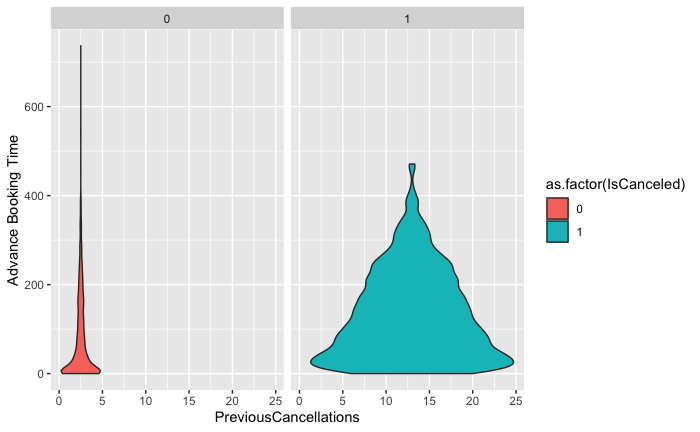 0
1
Advance Booking Time
600
400
200
0
0 5 10 15 20 25
0 5 10 15 20 25
PreviousCancellations
as.factor(IsCanceled)
0
1